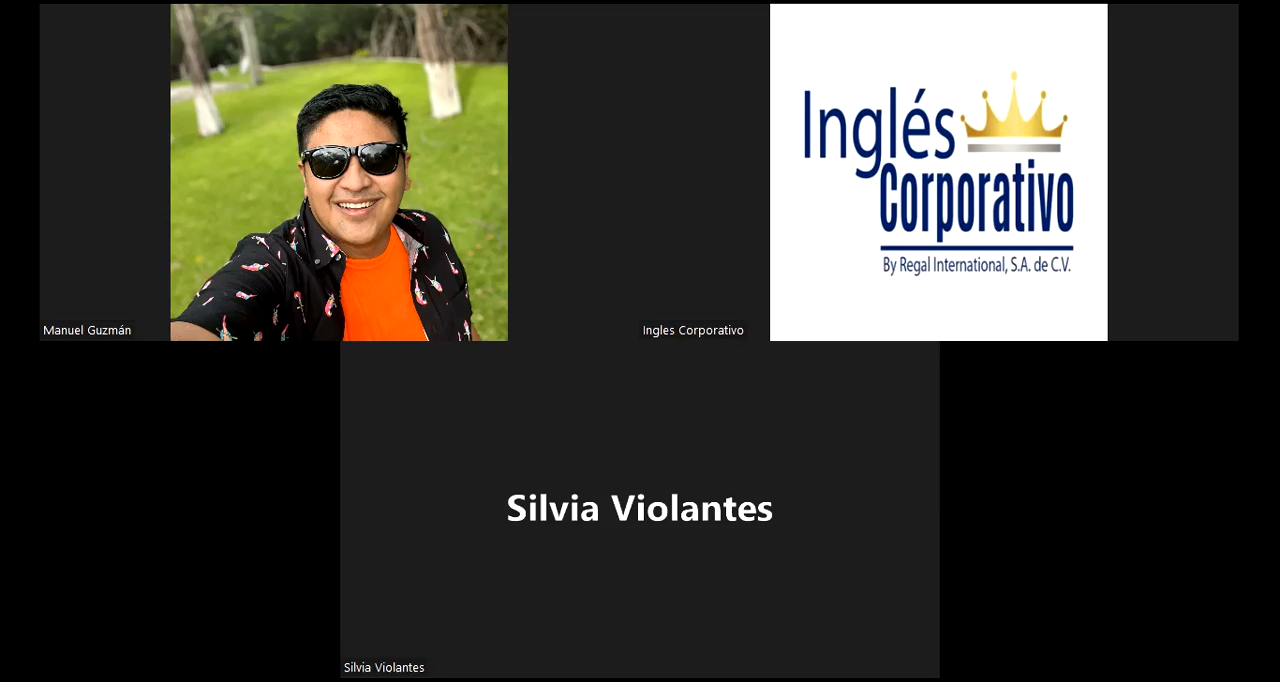 Manuel Guzmán
Inglés
Corporativo
By Regal International, S.A. de C.V.
Ingles Corporativo
Silvia Violantes
Silvia Violantes